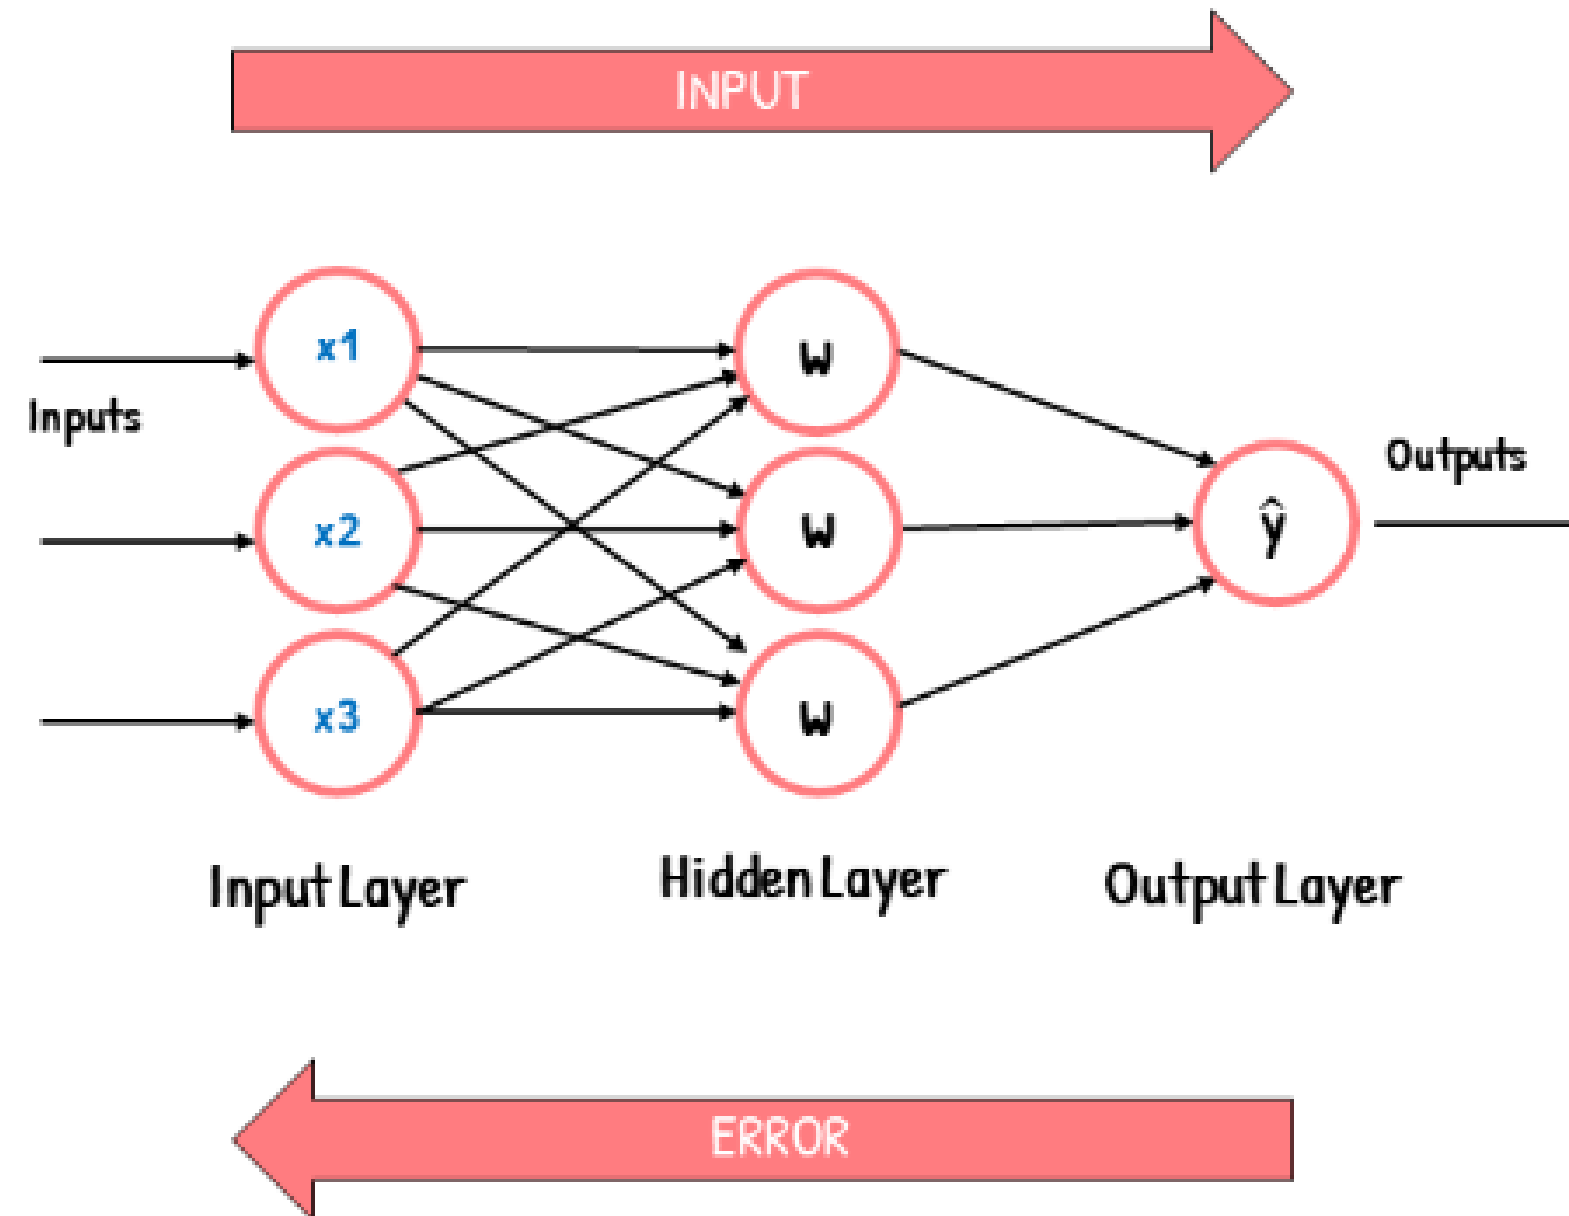 INPUT
x1
W
Inputs
Outputs
x2
W
ŷ
x3
W
Input Layer
Hidden Layer
Output Layer
ERROR